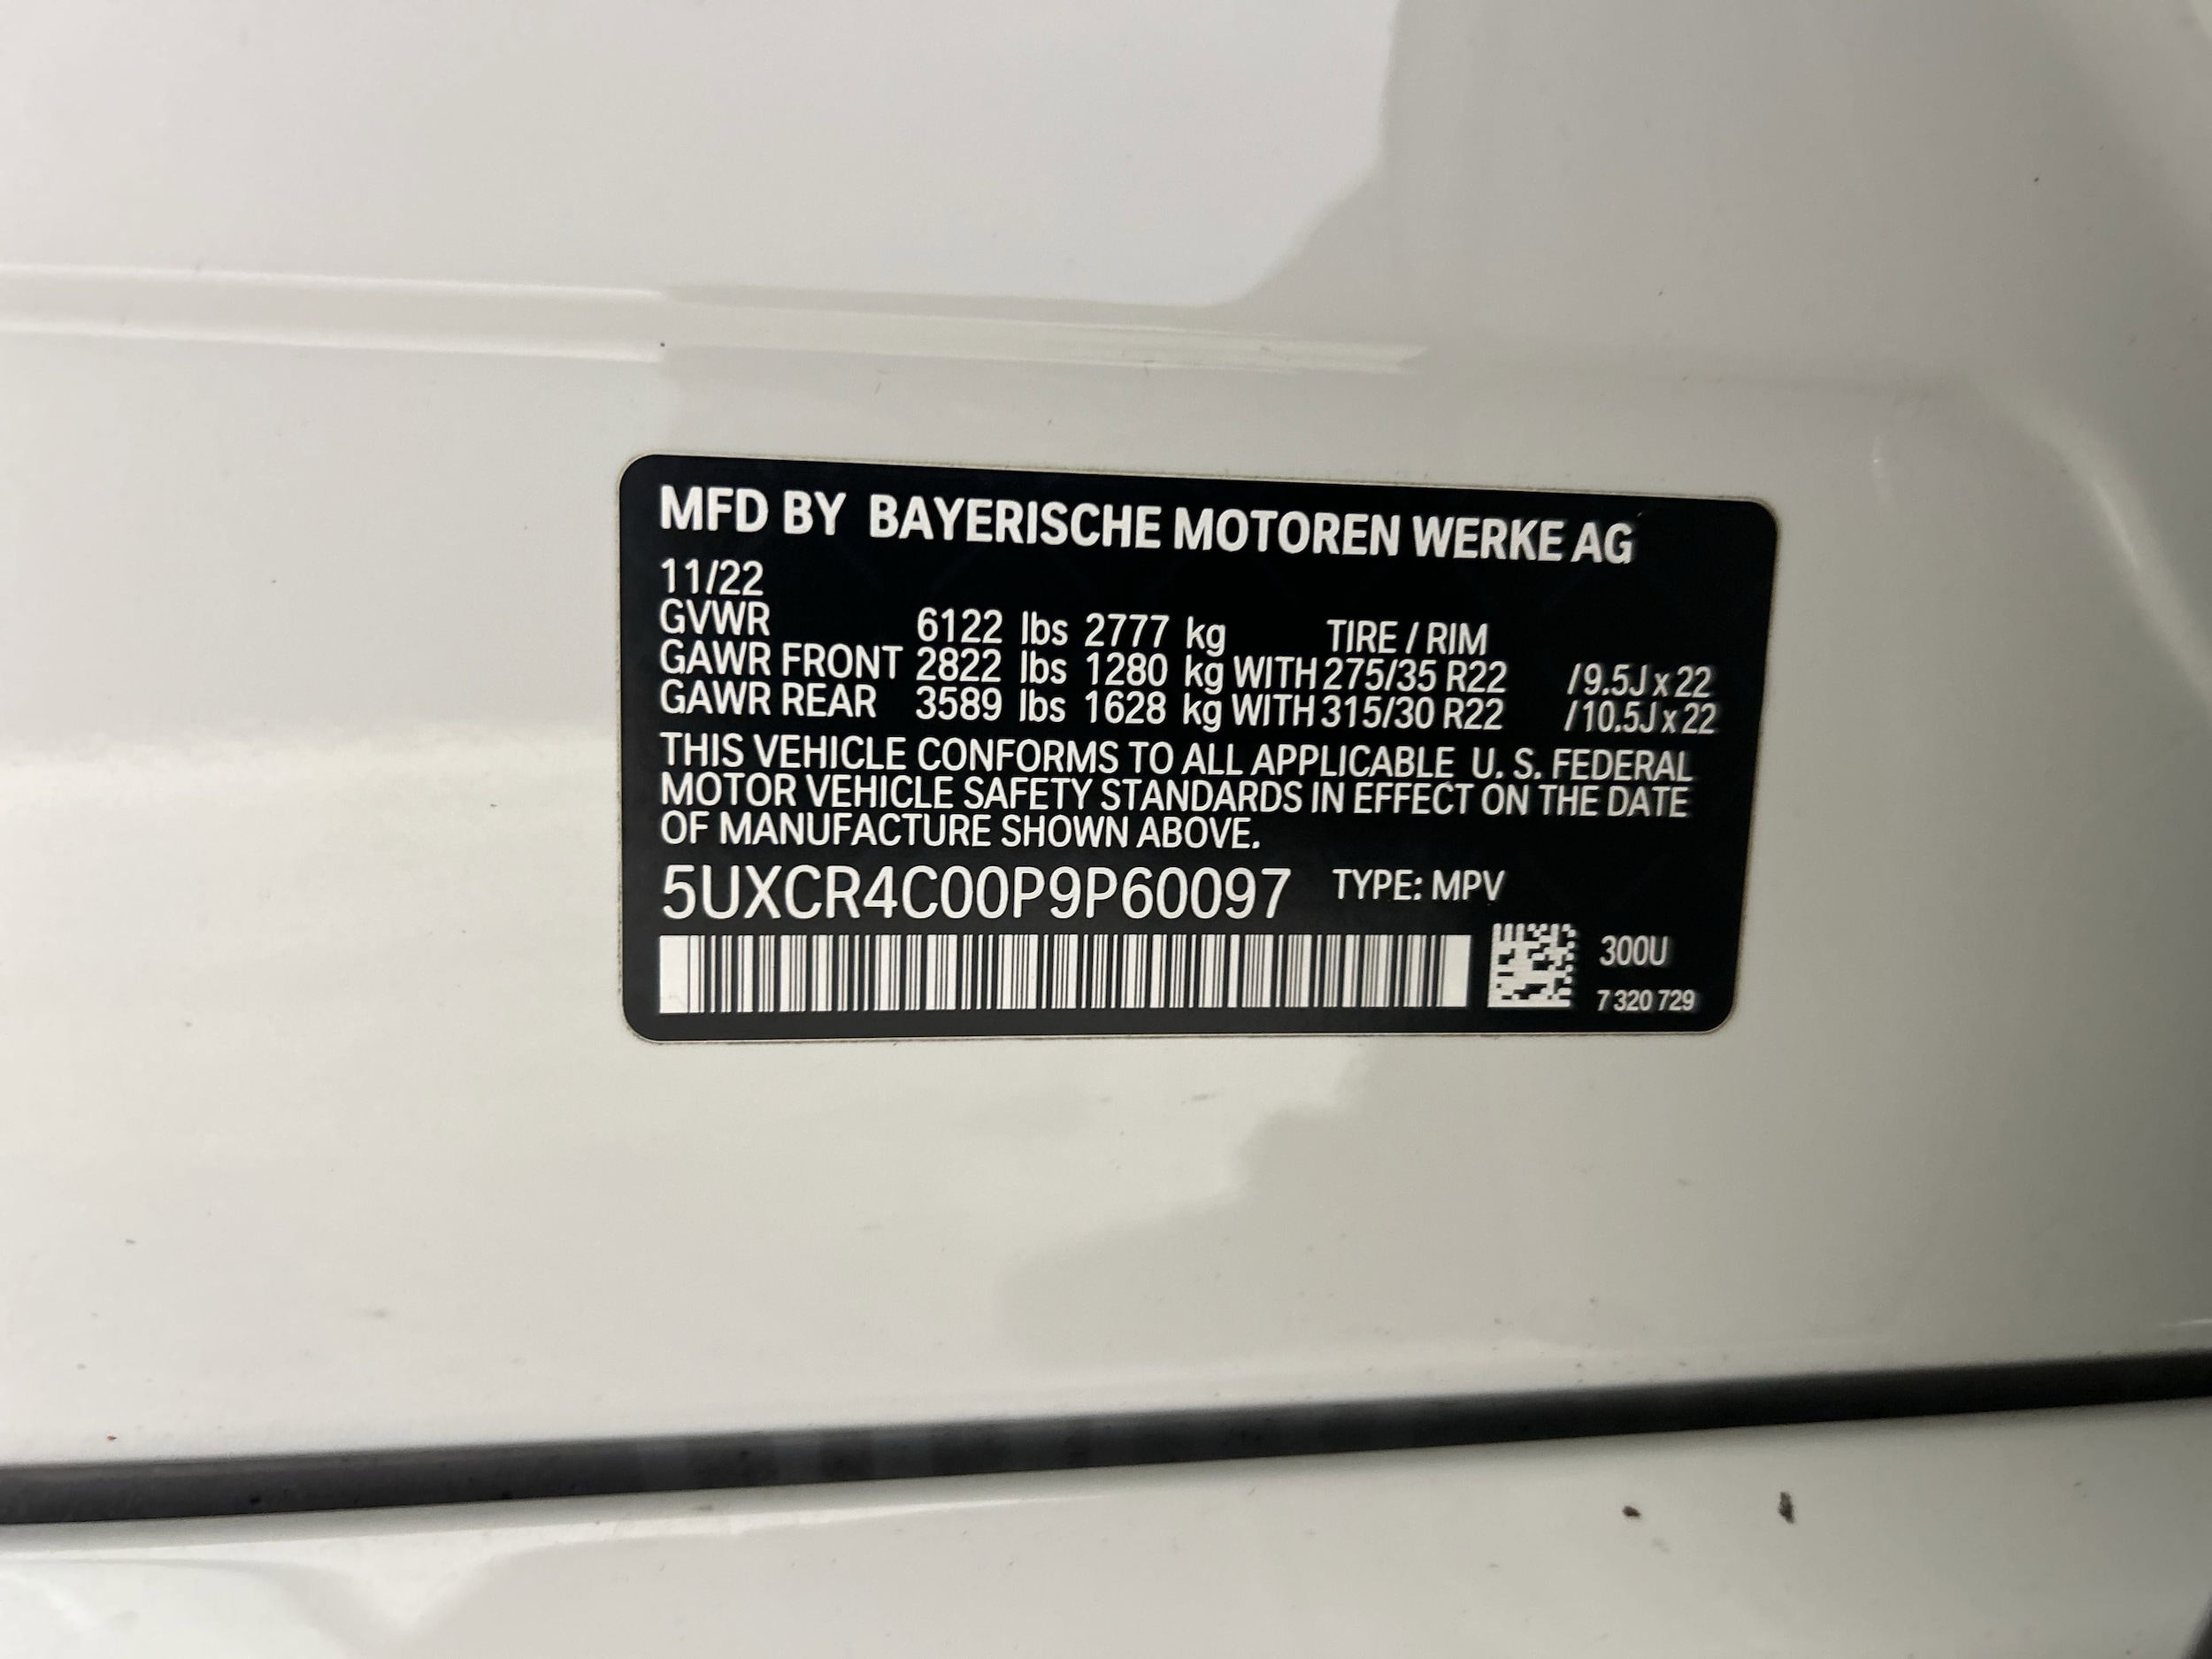 MFD BY BAYERISCHE MOTOREN WERKE AG
11/22
GVWR 6122 lbs 2777 kg TIRE / RIM
GAWR FRONT 2822 lbs 1280 kg WITH 275/35 R22 /9.5J x 22
GAWR REAR 3589 lbs 1628 kg WITH 315/30 R22 /10.5J x 22
THIS VEHICLE CONFORMS TO ALL APPLICABLE U. S. FEDERAL
MOTOR VEHICLE SAFETY STANDARDS IN EFFECT ON THE DATE
OF MANUFACTURE SHOWN ABOVE.
5UXCR4C00P9P60097 TYPE: MPV
300U
7 320 729